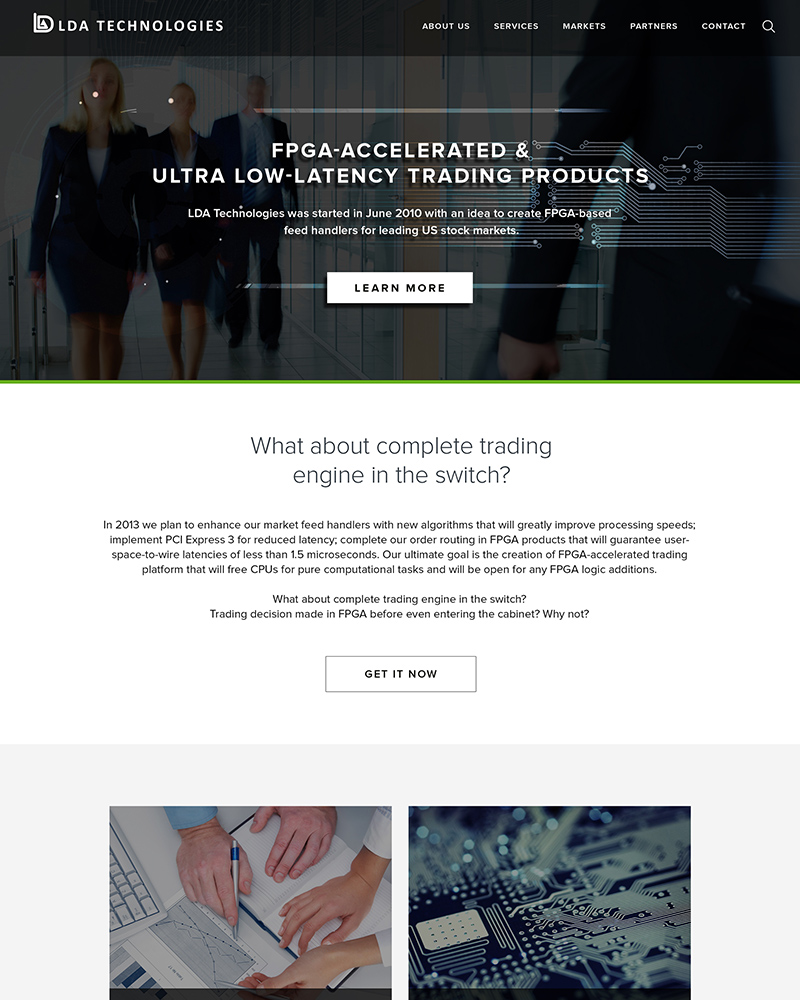 LDA TECHNOLOGIES
ABOUT US SERVICES MARKETS PARTNERS CONTACT
FPGA-ACCELERATED &
ULTRA LOW-LATENCY TRADING PRODUCTS
LDA Technologies was started in June 2010 with an idea to create FPGA-based
feed handlers for leading US stock markets.
LEARN MORE
What about complete trading
engine in the switch?
In 2013 we plan to enhance our market feed handlers with new algorithms that will greatly improve processing speeds;
implement PCI Express 3 for reduced latency; complete our order routing in FPGA products that will guarantee user-
space-to-wire latencies of less than 1.5 microseconds. Our ultimate goal is the creation of FPGA-accelerated trading
platform that will free CPUs for pure computational tasks and will be open for any FPGA logic additions.
What about complete trading engine in the switch?
Trading decision made in FPGA before even entering the cabinet? Why not?
GET IT NOW